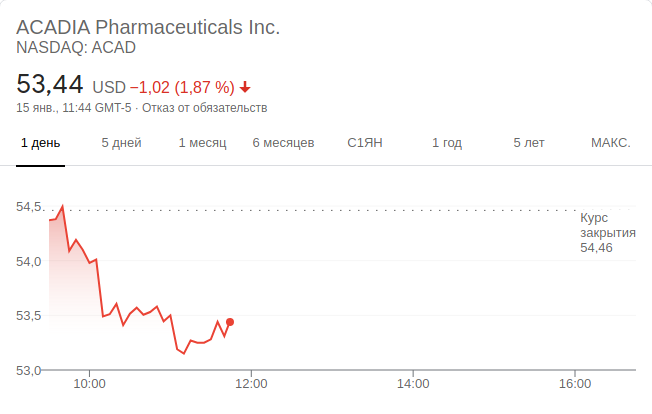 ACADIA Pharmaceuticals Inc.
NASDAQ: ACAD
53,44 USD −1,02 (1,87 %)
15 янв., 11:44 GMT-5 · Отказ от обязательств
1 день 5 дней 1 месяц 6 месяцев С1ЯН 1 год 5 лет МАКС.
54,5
Курс
закрытия
54,46
54,0
53,5
53,0
10:00 12:00 14:00 16:00